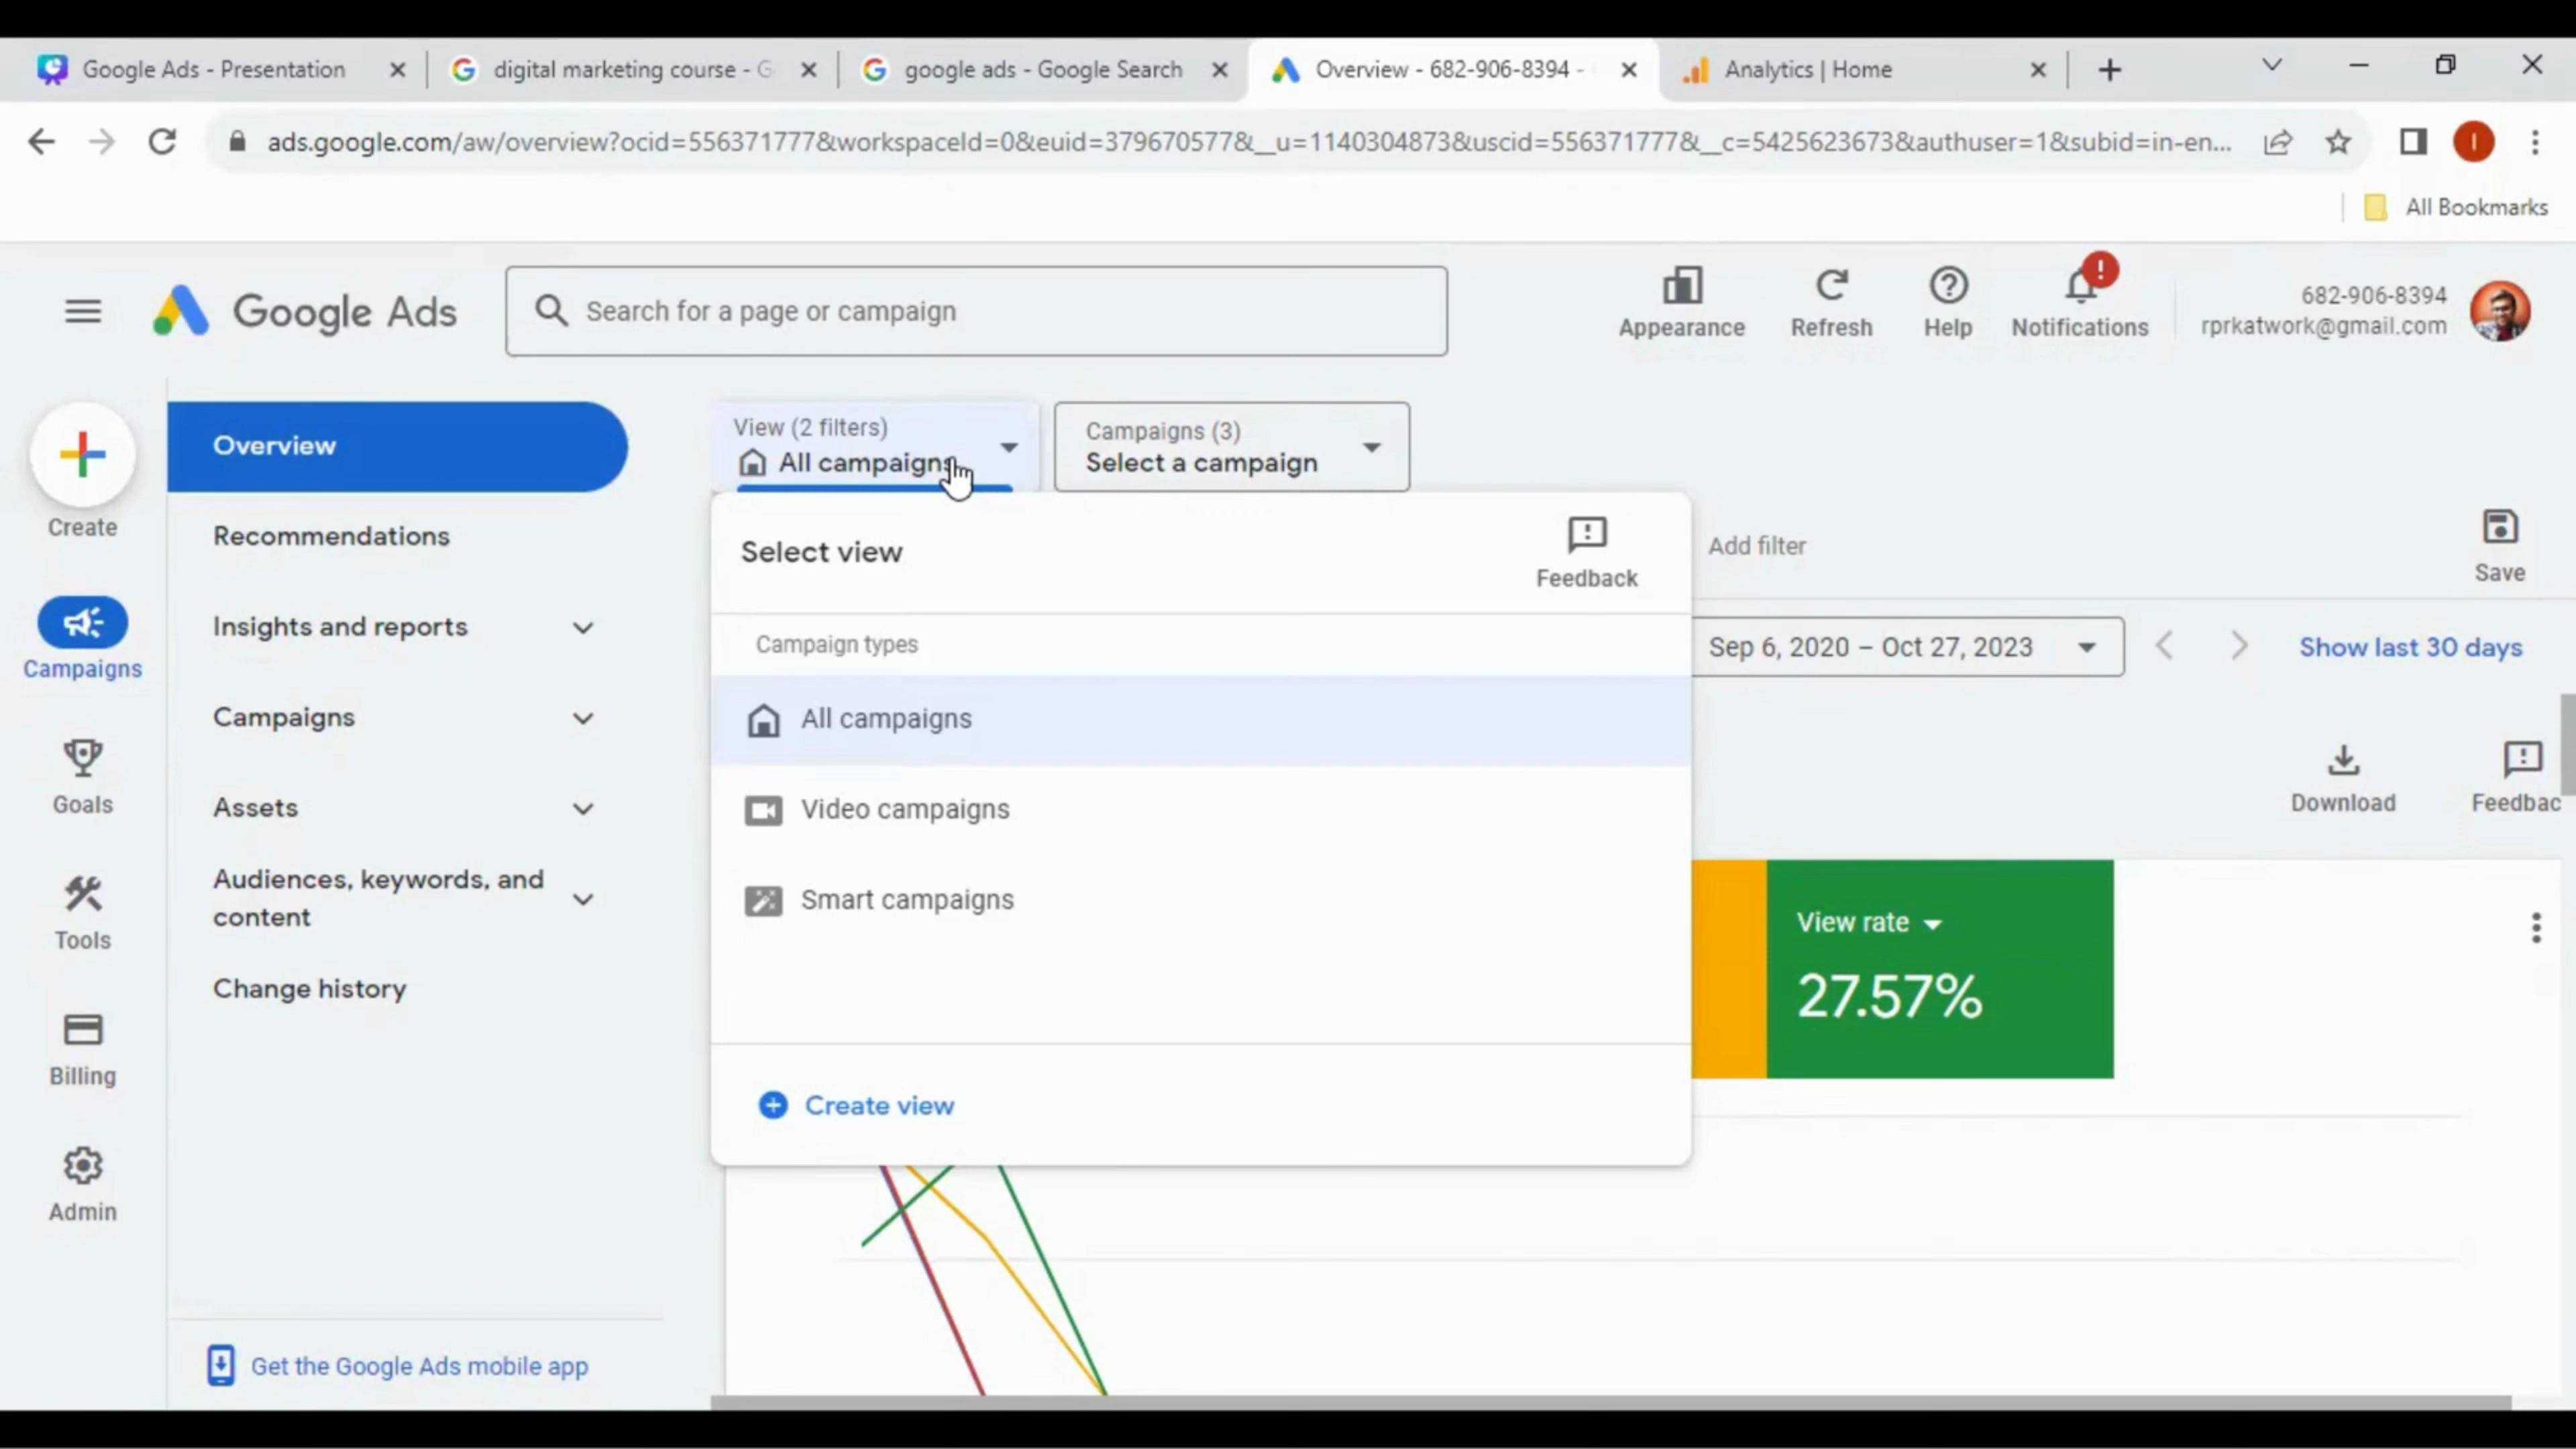 Google Ads - Presentation
digital marketing course - G
google ads - Google Search
Overview - 682-906-8394 -
Analytics | Home
ads.google.com/aw/overview?ocid=556371777&workspaceId=0&euid=379670577&__u=1140304873&uscid=556371777&__c=5425623673&authuser=1&subid=in-en...
I
All Bookmarks
Google Ads
Search for a page or campaign
Appearance
Refresh
Help
Notifications
682-906-8394
rprkatwork@gmail.com
Create
Campaigns
Goals
Tools
Billing
Admin
Overview
Recommendations
Insights and reports
Campaigns
Assets
Audiences, keywords, and
content
Change history
Get the Google Ads mobile app
View (2 filters)
All campaigns
Campaigns (3)
Select a campaign
Select view
Feedback
Campaign types
All campaigns
Video campaigns
Smart campaigns
Create view
Add filter
Save
Sep 6, 2020 – Oct 27, 2023
Show last 30 days
Download
Feedbac
View rate
27.57%